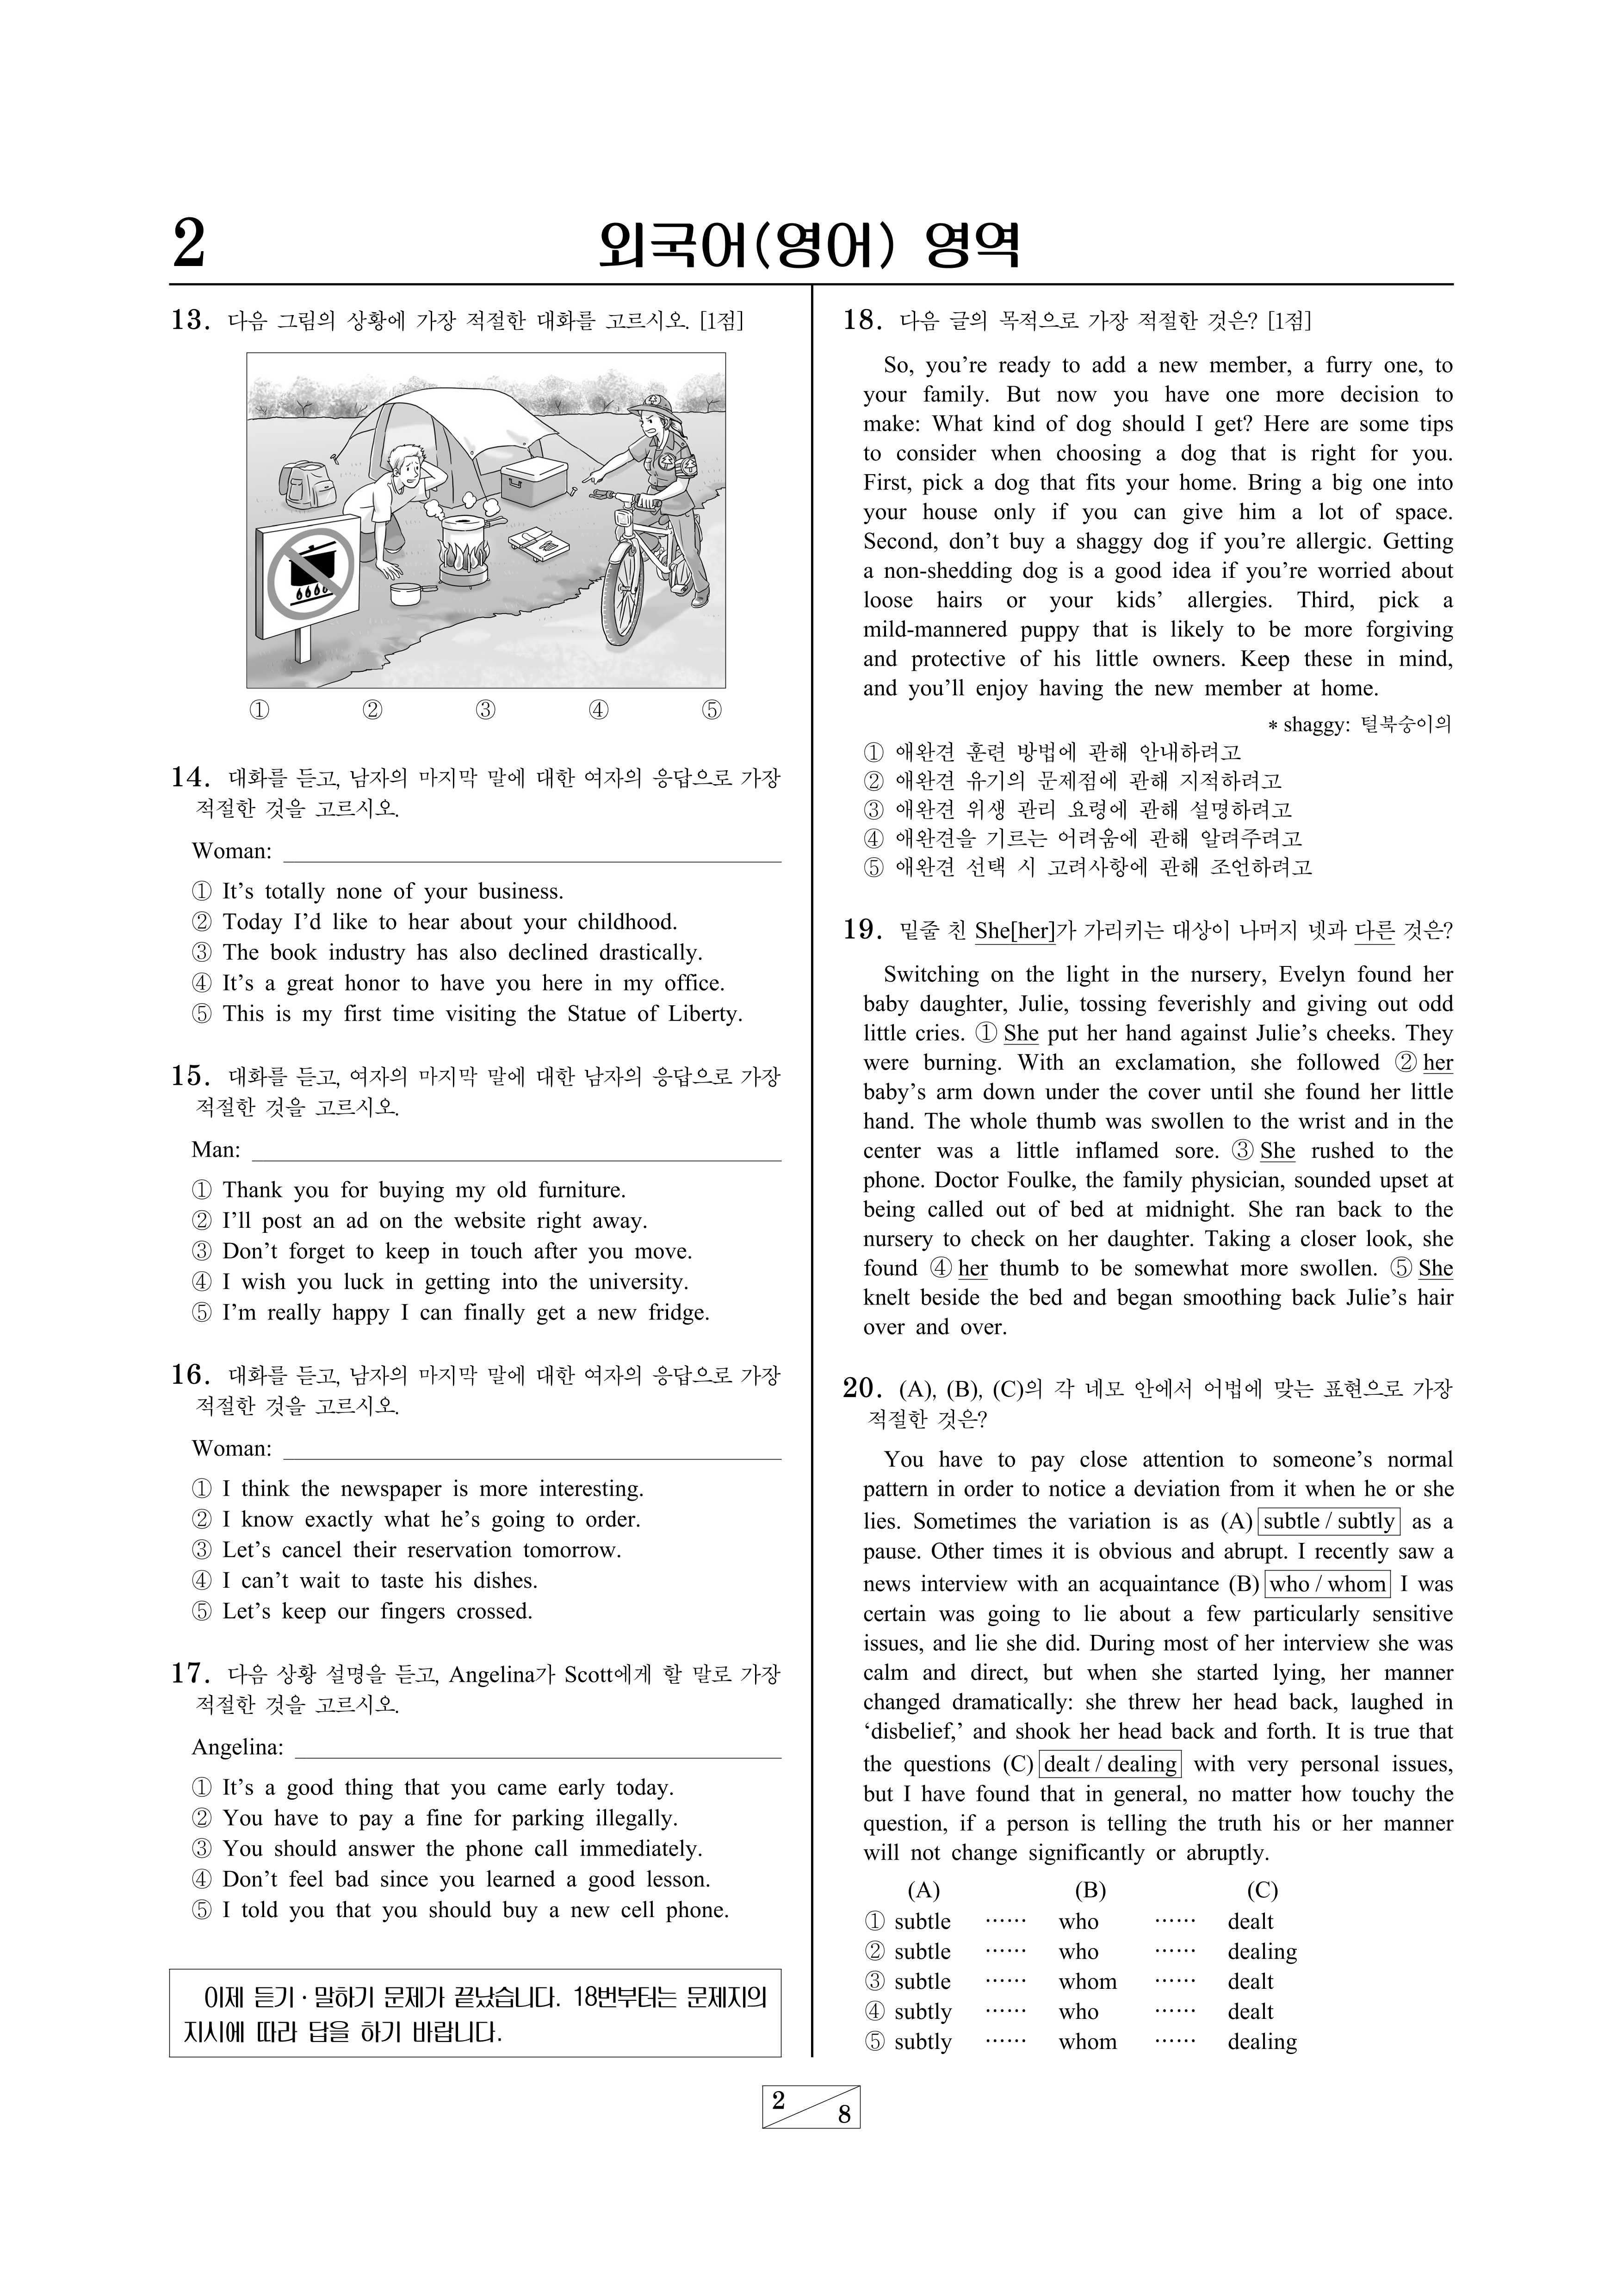 2
외국어(영어) 영역
13. 다음 그림의 상황에 가장 적절한 대화를 고르시오. [1점]
① ② ③ ④ ⑤
14. 대화를 듣고, 남자의 마지막 말에 대한 여자의 응답으로 가장
적절한 것을 고르시오.
Woman:
① It’s totally none of your business.
② Today I’d like to hear about your childhood.
③ The book industry has also declined drastically.
④ It’s a great honor to have you here in my office.
⑤ This is my first time visiting the Statue of Liberty.
15. 대화를 듣고, 여자의 마지막 말에 대한 남자의 응답으로 가장
적절한 것을 고르시오.
Man:
① Thank you for buying my old furniture.
② I’ll post an ad on the website right away.
③ Don’t forget to keep in touch after you move.
④ I wish you luck in getting into the university.
⑤ I’m really happy I can finally get a new fridge.
16. 대화를 듣고, 남자의 마지막 말에 대한 여자의 응답으로 가장
적절한 것을 고르시오.
Woman:
① I think the newspaper is more interesting.
② I know exactly what he’s going to order.
③ Let’s cancel their reservation tomorrow.
④ I can’t wait to taste his dishes.
⑤ Let’s keep our fingers crossed.
17. 다음 상황 설명을 듣고, Angelina가 Scott에게 할 말로 가장
적절한 것을 고르시오.
Angelina:
① It’s a good thing that you came early today.
② You have to pay a fine for parking illegally.
③ You should answer the phone call immediately.
④ Don’t feel bad since you learned a good lesson.
⑤ I told you that you should buy a new cell phone.
이제 듣기·말하기 문제가 끝났습니다. 18번부터는 문제지의
지시에 따라 답을 하기 바랍니다.
18. 다음 글의 목적으로 가장 적절한 것은? [1점]
So, you’re ready to add a new member, a furry one, to
your family. But now you have one more decision to
make: What kind of dog should I get? Here are some tips
to consider when choosing a dog that is right for you.
First, pick a dog that fits your home. Bring a big one into
your house only if you can give him a lot of space.
Second, don’t buy a shaggy dog if you’re allergic. Getting
a non-shedding dog is a good idea if you’re worried about
loose hairs or your kids’ allergies. Third, pick a
mild-mannered puppy that is likely to be more forgiving
and protective of his little owners. Keep these in mind,
and you’ll enjoy having the new member at home.
* shaggy: 털북숭이의
① 애완견 훈련 방법에 관해 안내하려고
② 애완견 유기의 문제점에 관해 지적하려고
③ 애완견 위생 관리 요령에 관해 설명하려고
④ 애완견을 기르는 어려움에 관해 알려주려고
⑤ 애완견 선택 시 고려사항에 관해 조언하려고
19. 밑줄 친 She[her]가 가리키는 대상이 나머지 넷과 다른 것은?
Switching on the light in the nursery, Evelyn found her
baby daughter, Julie, tossing feverishly and giving out odd
little cries. ① She put her hand against Julie’s cheeks. They
were burning. With an exclamation, she followed ② her
baby’s arm down under the cover until she found her little
hand. The whole thumb was swollen to the wrist and in the
center was a little inflamed sore. ③ She rushed to the
phone. Doctor Foulke, the family physician, sounded upset at
being called out of bed at midnight. She ran back to the
nursery to check on her daughter. Taking a closer look, she
found ④ her thumb to be somewhat more swollen. ⑤ She
knelt beside the bed and began smoothing back Julie’s hair
over and over.
20. (A), (B), (C)의 각 네모 안에서 어법에 맞는 표현으로 가장
적절한 것은?
You have to pay close attention to someone’s normal
pattern in order to notice a deviation from it when he or she
lies. Sometimes the variation is as (A) subtle / subtly as a
pause. Other times it is obvious and abrupt. I recently saw a
news interview with an acquaintance (B) who / whom I was
certain was going to lie about a few particularly sensitive
issues, and lie she did. During most of her interview she was
calm and direct, but when she started lying, her manner
changed dramatically: she threw her head back, laughed in
‘disbelief,’ and shook her head back and forth. It is true that
the questions (C) dealt / dealing with very personal issues,
but I have found that in general, no matter how touchy the
question, if a person is telling the truth his or her manner
will not change significantly or abruptly.
(A) (B) (C)
① subtle ······ who ······ dealt
② subtle ······ who ······ dealing
③ subtle ······ whom ······ dealt
④ subtly ······ who ······ dealt
⑤ subtly ······ whom ······ dealing
2
8